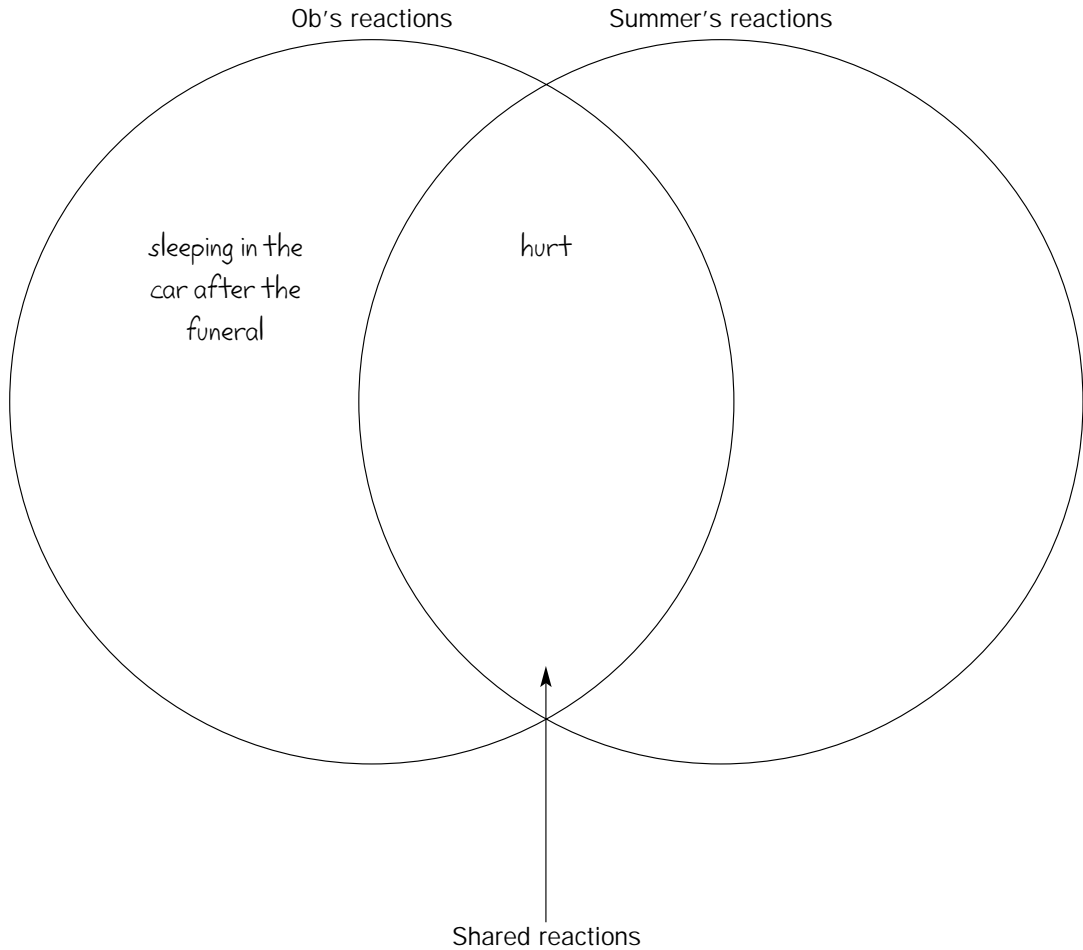 Ob's reactions
Summer's reactions
sleeping in the
car after the
funeral
hurt
Shared reactions